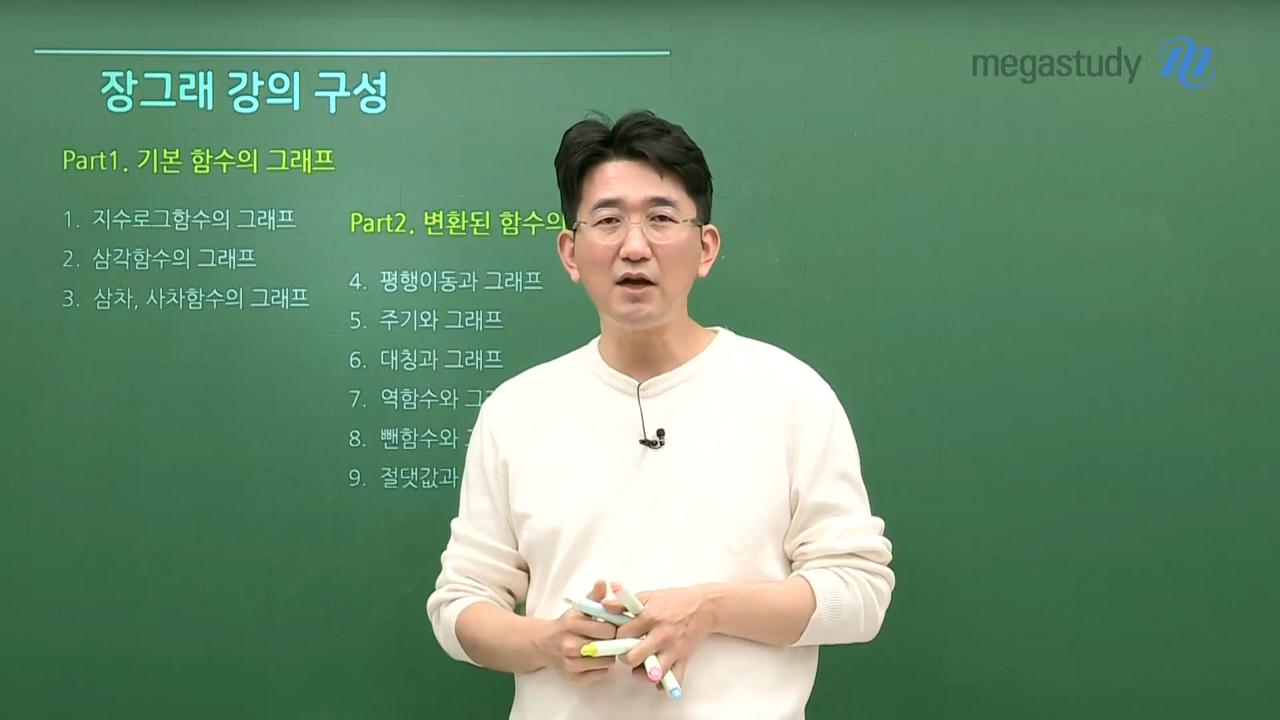 megastudy
장그래 강의 구성
Part1. 기본 함수의 그래프
1. 지수로그함수의 그래프
2. 삼각함수의 그래프
3. 삼차, 사차함수의 그래프
Part2. 변환된 함수의
4. 평행이동과 그래프
5. 주기와 그래프
6. 대칭과 그래프
7. 역함수와
8. 뺀함수와
9. 절댓값과